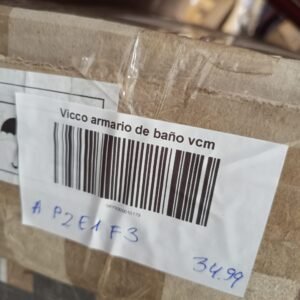 Vicco armario de baño vcm
A P2E1 F3
34.99